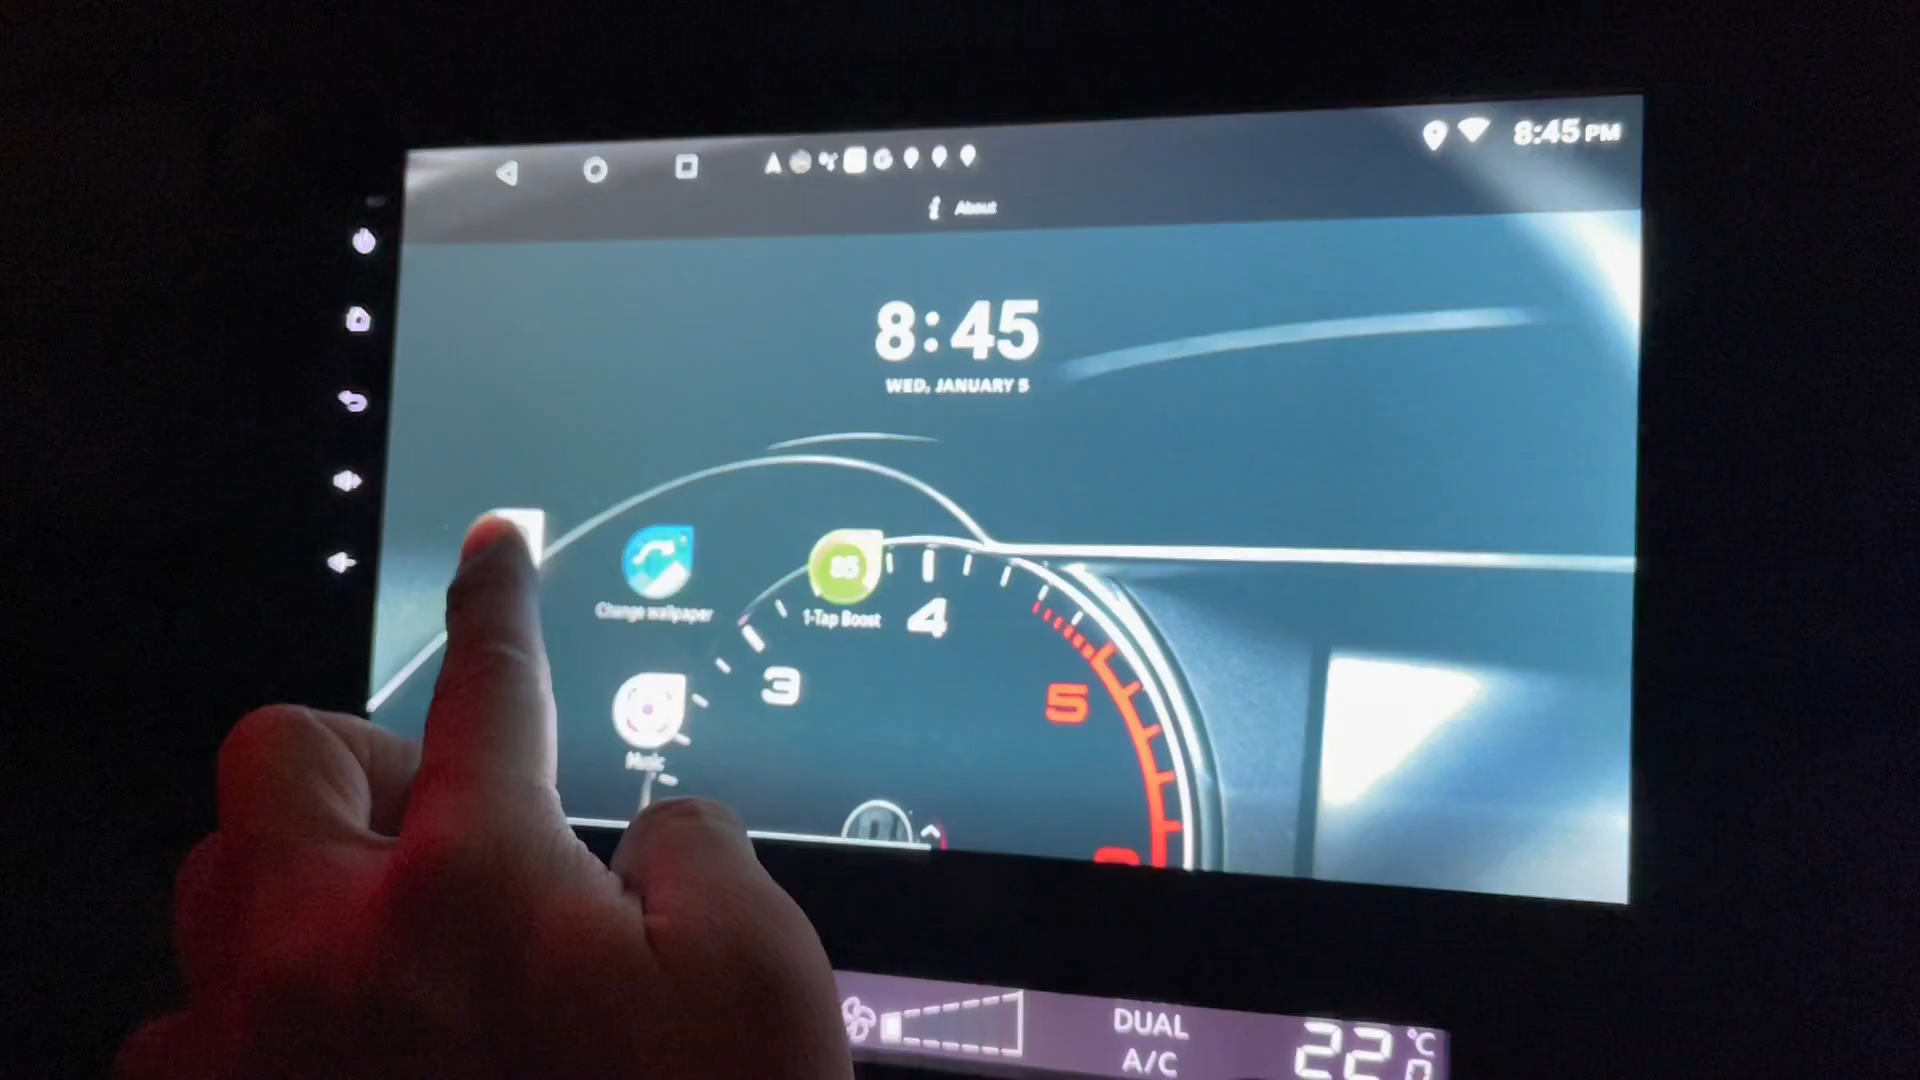 8:45 PM
About
8:45
WED, JANUARY 5
Change wallpaper
1-Tap Boost
4
3
5
Music
DUAL
A/C
22 °C